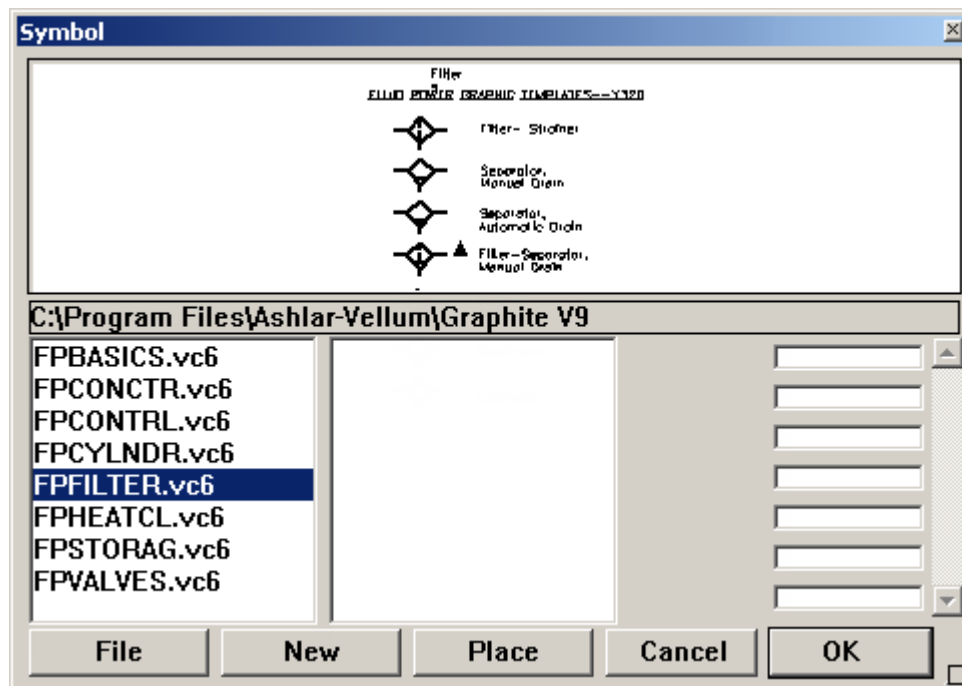 Symbol
Filter
FLUID POWER GRAPHIC TEMPLATES--Y320
Filter- Strainer
Separator,
Manual Drain
Separator,
Automatic Drain
Filter-Separator,
Manual Drain
C:\Program Files\Ashlar-Vellum\Graphite V9
FPBASICS.vc6
FPCONCTR.vc6
FPCONTRL.vc6
FPCYLNDR.vc6
FPFILTER.vc6
FPHEATCL.vc6
FPSTORAG.vc6
FPVALVES.vc6
File New Place Cancel OK